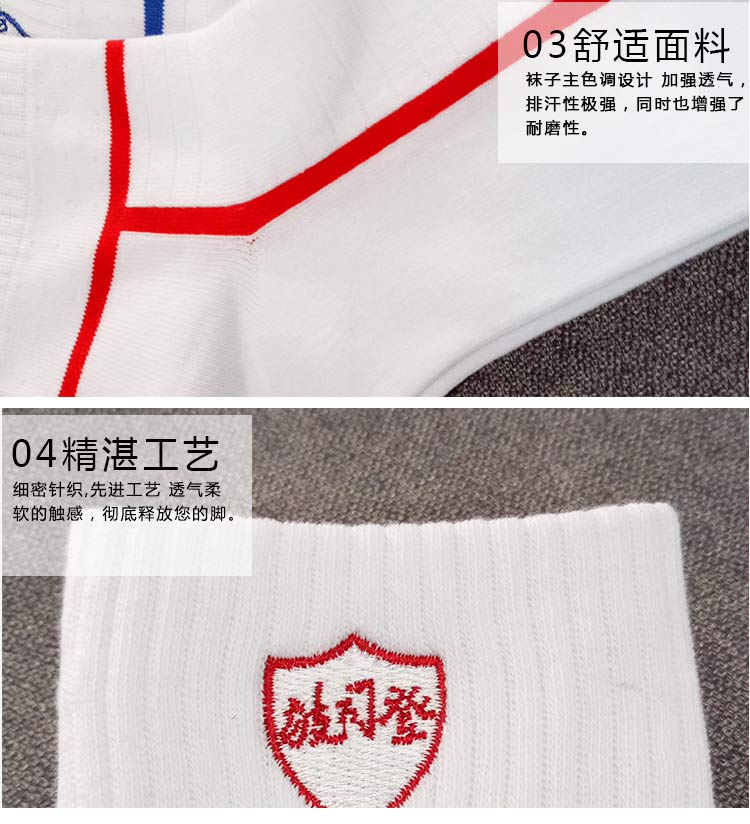 03舒适面料
袜子主色调设计 加强透气，
排汗性极强，同时也增强了
耐磨性。
04精湛工艺
细密针织,先进工艺 透气柔
软的触感，彻底释放您的脚。